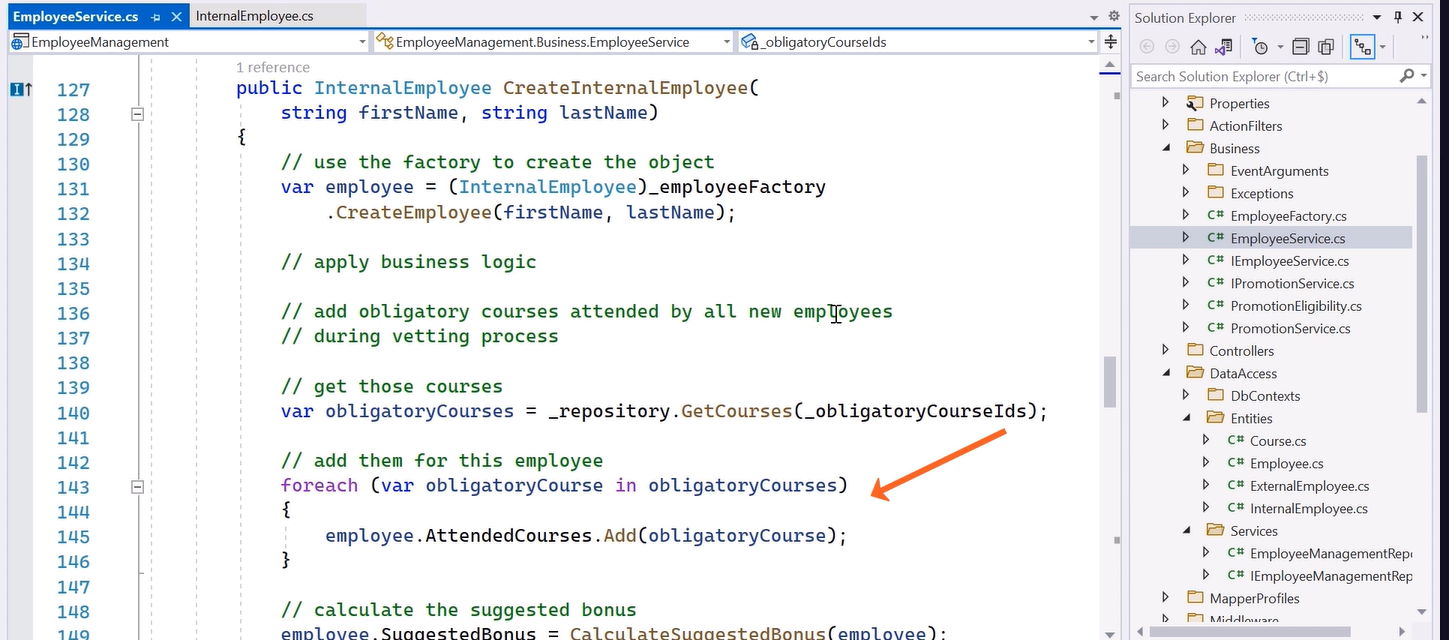 EmployeeService.cs
InternalEmployee.cs
EmployeeManagement
EmployeeManagement.Business.EmployeeService
_obligatoryCourseIds
1 reference
127 public InternalEmployee CreateInternalEmployee(
128 string firstName, string lastName)
129 {
130 // use the factory to create the object
131 var employee = (InternalEmployee)_employeeFactory
132 .CreateEmployee(firstName, lastName);
133
134 // apply business logic
135
136 // add obligatory courses attended by all new employees
137 // during vetting process
138
139 // get those courses
140 var obligatoryCourses = _repository.GetCourses(_obligatoryCourseIds);
141
142 // add them for this employee
143 foreach (var obligatoryCourse in obligatoryCourses)
144 {
145 employee.AttendedCourses.Add(obligatoryCourse);
146 }
147
148 // calculate the suggested bonus
149 employee.SuggestedBonus = CalculateSuggestedBonus(employee);
Solution Explorer
Search Solution Explorer (Ctrl+$)
Properties
ActionFilters
Business
EventArguments
Exceptions
C# EmployeeFactory.cs
C# EmployeeService.cs
C# IEmployeeService.cs
C# IPromotionService.cs
C# PromotionEligibility.cs
C# PromotionService.cs
Controllers
DataAccess
DbContexts
Entities
C# Course.cs
C# Employee.cs
C# ExternalEmployee.cs
C# InternalEmployee.cs
Services
C# EmployeeManagementRepo
C# IEmployeeManagementRep
MapperProfiles
Middleware